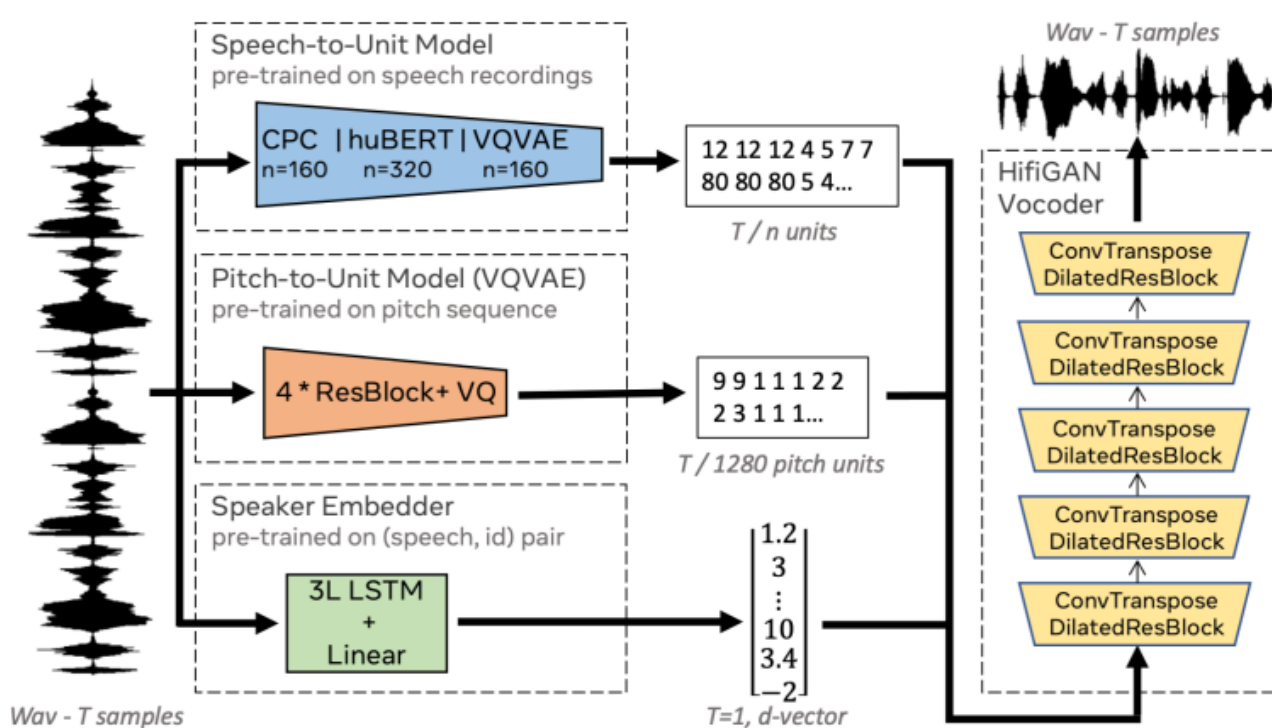 Speech-to-Unit Model
pre-trained on speech recordings
CPC | huBERT | VQVAE
n=160 n=320 n=160
12 12 12 4 5 7 7
80 80 80 5 4...
T / n units
Pitch-to-Unit Model (VQVAE)
pre-trained on pitch sequence
4 * ResBlock+ VQ
9 9 1 1 1 2 2
2 3 1 1 1...
T / 1280 pitch units
Speaker Embedder
pre-trained on (speech, id) pair
3L LSTM
+
Linear
1.2
3
⋮
10
3.4
−2
T=1, d-vector
Wav - T samples
Wav - T samples
HifiGAN
Vocoder
ConvTranspose
DilatedResBlock
ConvTranspose
DilatedResBlock
ConvTranspose
DilatedResBlock
ConvTranspose
DilatedResBlock
ConvTranspose
DilatedResBlock